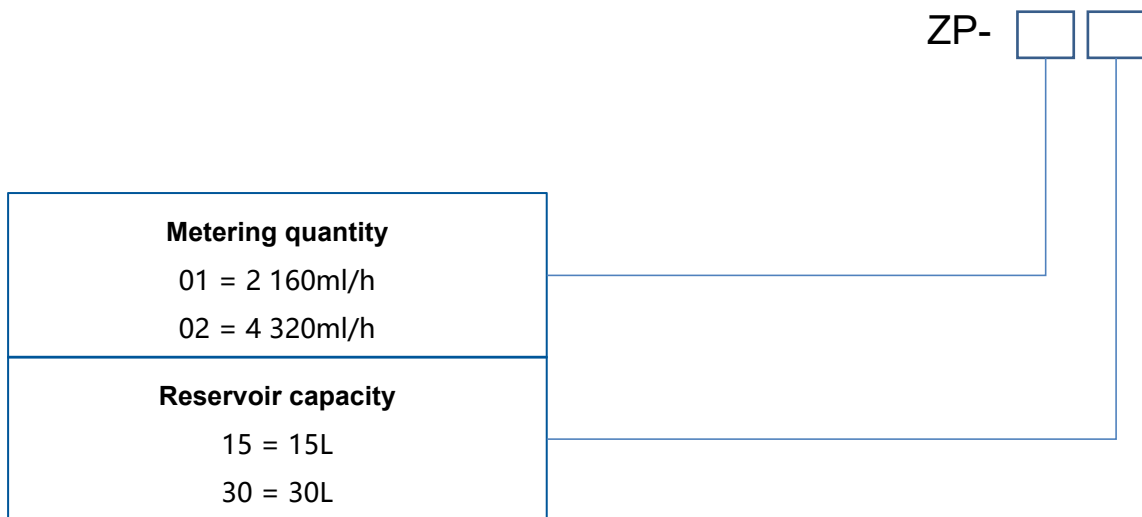 ZP-
Metering quantity
01 = 2 160ml/h
02 = 4 320ml/h
Reservoir capacity
15 = 15L
30 = 30L